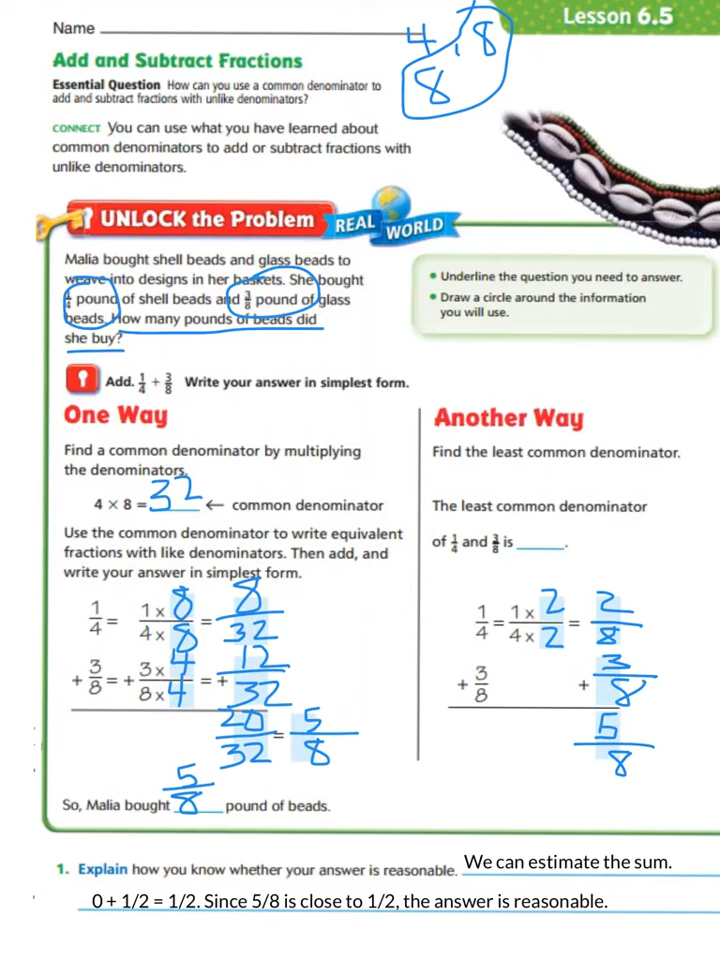 Lesson 6.5
Name
4, 8
8
Add and Subtract Fractions
Essential Question How can you use a common denominator to
add and subtract fractions with unlike denominators?
CONNECT You can use what you have learned about
common denominators to add or subtract fractions with
unlike denominators.
UNLOCK the Problem REAL WORLD
Malia bought shell beads and glass beads to
weave into designs in her baskets. She bought
1/4 pound of shell beads and 3/8 pound of glass
beads. How many pounds of beads did
she buy?
• Underline the question you need to answer.
• Draw a circle around the information
you will use.
Add. 1/4 + 3/8 Write your answer in simplest form.
One Way
Find a common denominator by multiplying
the denominators.
4 × 8 = 32 ← common denominator
Use the common denominator to write equivalent
fractions with like denominators. Then add, and
write your answer in simplest form.
1/4 = 1 × 8 / 4 × 8 = 8/32
+ 3/8 = + 3 × 4 / 8 × 4 = + 12/32
20/32 = 5/8
So, Malia bought 5/8 pound of beads.
Another Way
Find the least common denominator.
The least common denominator
of 1/4 and 3/8 is ____.
1/4 = 1 × 2 / 4 × 2 = 2/8
+ 3/8 + 3/8
5/8
1. Explain how you know whether your answer is reasonable. We can estimate the sum.
0 + 1/2 = 1/2. Since 5/8 is close to 1/2, the answer is reasonable.